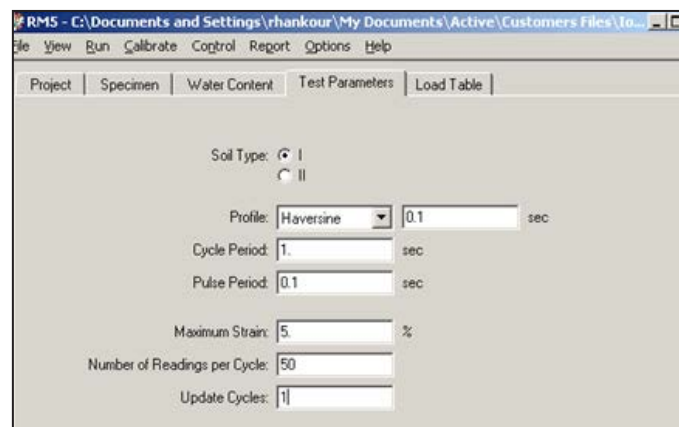 RM5 - C:\Documents and Settings\rhankour\My Documents\Active\Customers Files\Io...
File View Run Calibrate Control Report Options Help
Project Specimen Water Content Test Parameters Load Table
Soil Type: I
II
Profile: Haversine 0.1 sec
Cycle Period: 1. sec
Pulse Period: 0.1 sec
Maximum Strain: 5. %
Number of Readings per Cycle: 50
Update Cycles: 1